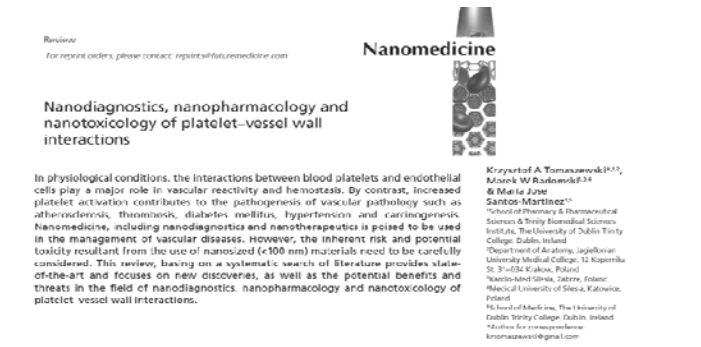 Review
For reprint orders, please contact: reprints@futuremedicine.com
Nanomedicine
Nanodiagnostics, nanopharmacology and
nanotoxicology of platelet–vessel wall
interactions
In physiological conditions, the interactions between blood platelets and endothelial
cells play a major role in vascular reactivity and hemostasis. By contrast, increased
platelet activation contributes to the pathogenesis of vascular pathology such as
atherosclerosis, thrombosis, diabetes mellitus, hypertension and carcinogenesis.
Nanomedicine, including nanodiagnostics and nanotherapeutics is poised to be used
in the management of vascular diseases. However, the inherent risk and potential
toxicity resultant from the use of nanosized (<100 nm) materials need to be carefully
considered. This review, basing on a systematic search of literature provides state-
of-the-art and focuses on new discoveries, as well as the potential benefits and
threats in the field of nanodiagnostics, nanopharmacology and nanotoxicology of
platelet–vessel wall interactions.
Krzysztof A Tomaszewski
Marek W Radomski
& Maria Jose
Santos-Martinez
School of Pharmacy & Pharmaceutical
Sciences & Trinity Biomedical Sciences
Institute, The University of Dublin Trinity
College, Dublin, Ireland
Department of Anatomy, Jagiellonian
University Medical College, 12 Kopernika
St, 31–034 Krakow, Poland
Kardio-Med Silesia, Zabrze, Poland
Medical University of Silesia, Katowice,
Poland
School of Medicine, The University of
Dublin Trinity College, Dublin, Ireland
*Author for correspondence:
krtomaszewski@gmail.com